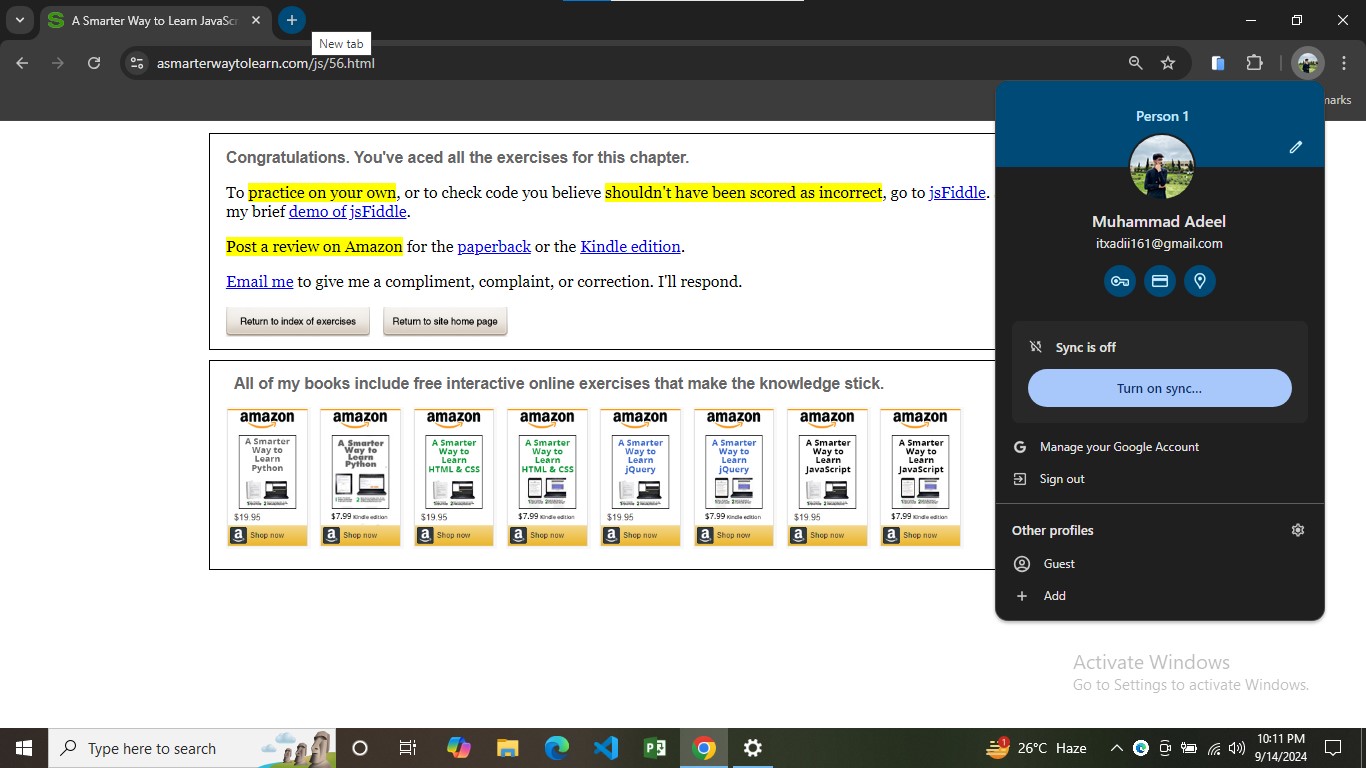 A Smarter Way to Learn JavaScr
New tab
asmarterwaytolearn.com/js/56.html
marks
Congratulations. You've aced all the exercises for this chapter.
To practice on your own, or to check code you believe shouldn't have been scored as incorrect, go to jsFiddle.
my brief demo of jsFiddle.
Post a review on Amazon for the paperback or the Kindle edition.
Email me to give me a compliment, complaint, or correction. I'll respond.
Return to index of exercises Return to site home page
All of my books include free interactive online exercises that make the knowledge stick.
amazon amazon amazon amazon amazon amazon amazon amazon
A Smarter Way to Learn Python
A Smarter Way to Learn Python
A Smarter Way to Learn HTML & CSS
A Smarter Way to Learn HTML & CSS
A Smarter Way to Learn jQuery
A Smarter Way to Learn jQuery
A Smarter Way to Learn JavaScript
A Smarter Way to Learn JavaScript
$19.95 $7.99 Kindle edition $19.95 $7.99 Kindle edition $19.95 $7.99 Kindle edition $19.95 $7.99 Kindle edition
a Shop now a Shop now a Shop now a Shop now a Shop now a Shop now a Shop now a Shop now
Person 1
Muhammad Adeel
itxadii161@gmail.com
Sync is off
Turn on sync...
Manage your Google Account
Sign out
Other profiles
Guest
Add
Activate Windows
Go to Settings to activate Windows.
Type here to search
1
26°C Haze
10:11 PM
9/14/2024